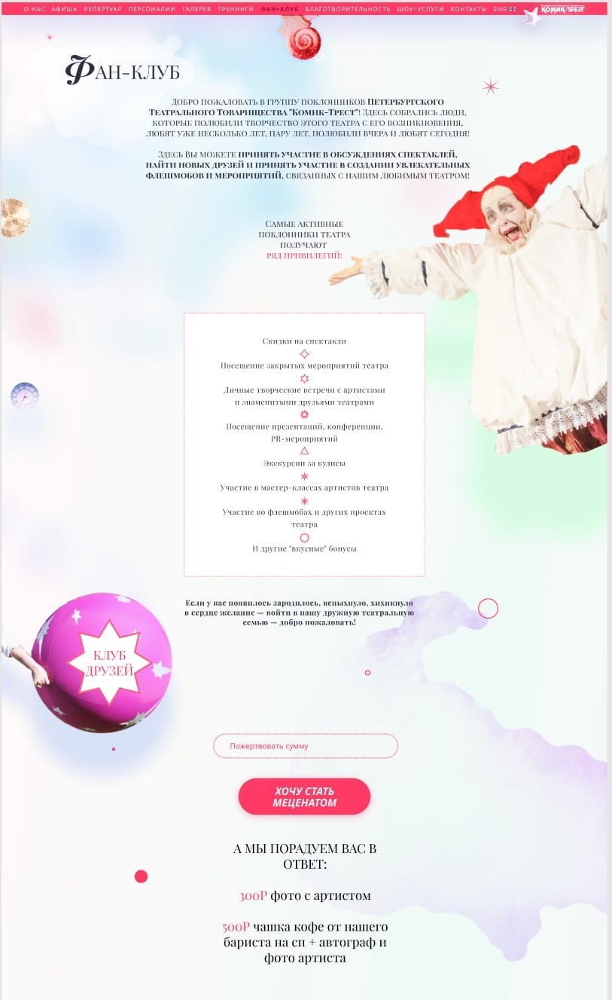 О НАС АФИША РЕПЕРТУАР ПЕРСОНАЛИИ ГАЛЕРЕЯ ТРЕНИНГИ ФАН-КЛУБ БЛАГОТВОРИТЕЛЬНОСТЬ ШОУ-УСЛУГИ КОНТАКТЫ ENG КОМИК-ТРЕСТ
ФАН-КЛУБ
Добро пожаловать в группу поклонников Петербургского
Театрального Товарищества "Комик-Трест"! Здесь собрались люди,
которые полюбили творчество этого театра с его возникновения,
любят уже несколько лет, пару лет, полюбили вчера и любят сегодня!
Здесь Вы можете принять участие в обсуждениях спектаклей,
найти новых друзей и принять участие в создании увлекательных
флешмобов и мероприятий, связанных с нашим любимым театром!
Самые активные
поклонники театра
получают
ряд привилегий:
Скидки на спектакли
Посещение закрытых мероприятий театра
Личные творческие встречи с артистами
и знаменитыми друзьями театрами
Посещение презентаций, конференции,
PR-мероприятий
Экскурсии за кулисы
Участие в мастер-классах артистов театра
Участие во флешмобах и других проектах
театра
И другие "вкусные" бонусы
Если у вас появилось зародилось, вспыхнуло, хихикнуло
в сердце желание — войти в нашу дружную театральную
семью — добро пожаловать!
КЛУБ
ДРУЗЕЙ
Пожертвовать сумму
ХОЧУ СТАТЬ
МЕЦЕНАТОМ
А МЫ ПОРАДУЕМ ВАС В
ОТВЕТ:
300Р фото с артистом
500Р чашка кофе от нашего
бариста на сп + автограф и
фото артиста